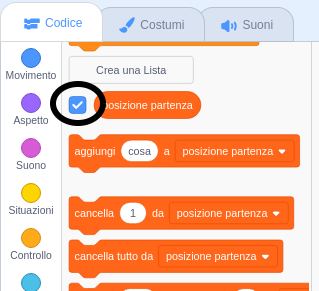 Codice Costumi Suoni
Crea una Lista
Movimento
posizione partenza
Aspetto
aggiungi cosa a posizione partenza
Suono
Situazioni
cancella 1 da posizione partenza
Controllo
cancella tutto da posizione partenza